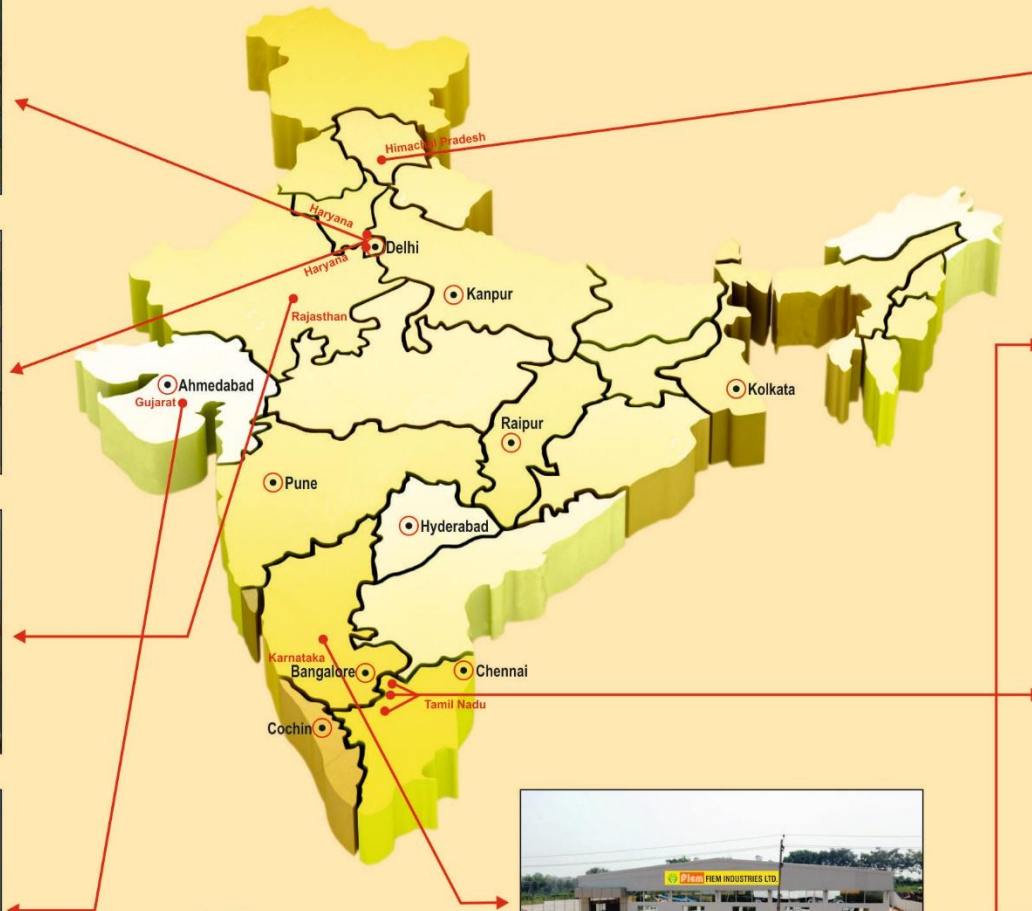 Himachal Pradesh
Haryana
Delhi
Haryana
Kanpur
Rajasthan
Ahmedabad
Gujarat
Kolkata
Raipur
Pune
Hyderabad
Karnataka
Bangalore
Chennai
Tamil Nadu
Cochin
Fiem FIEM INDUSTRIES LTD.